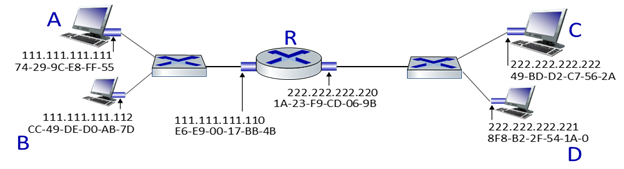 A
R
C
111.111.111.111
74-29-9C-E8-FF-55
222.222.222.222
49-BD-D2-C7-56-2A
222.222.222.220
1A-23-F9-CD-06-9B
111.111.111.112
CC-49-DE-D0-AB-7D
111.111.111.110
E6-E9-00-17-BB-4B
222.222.222.221
8F8-B2-2F-54-1A-0
B
D